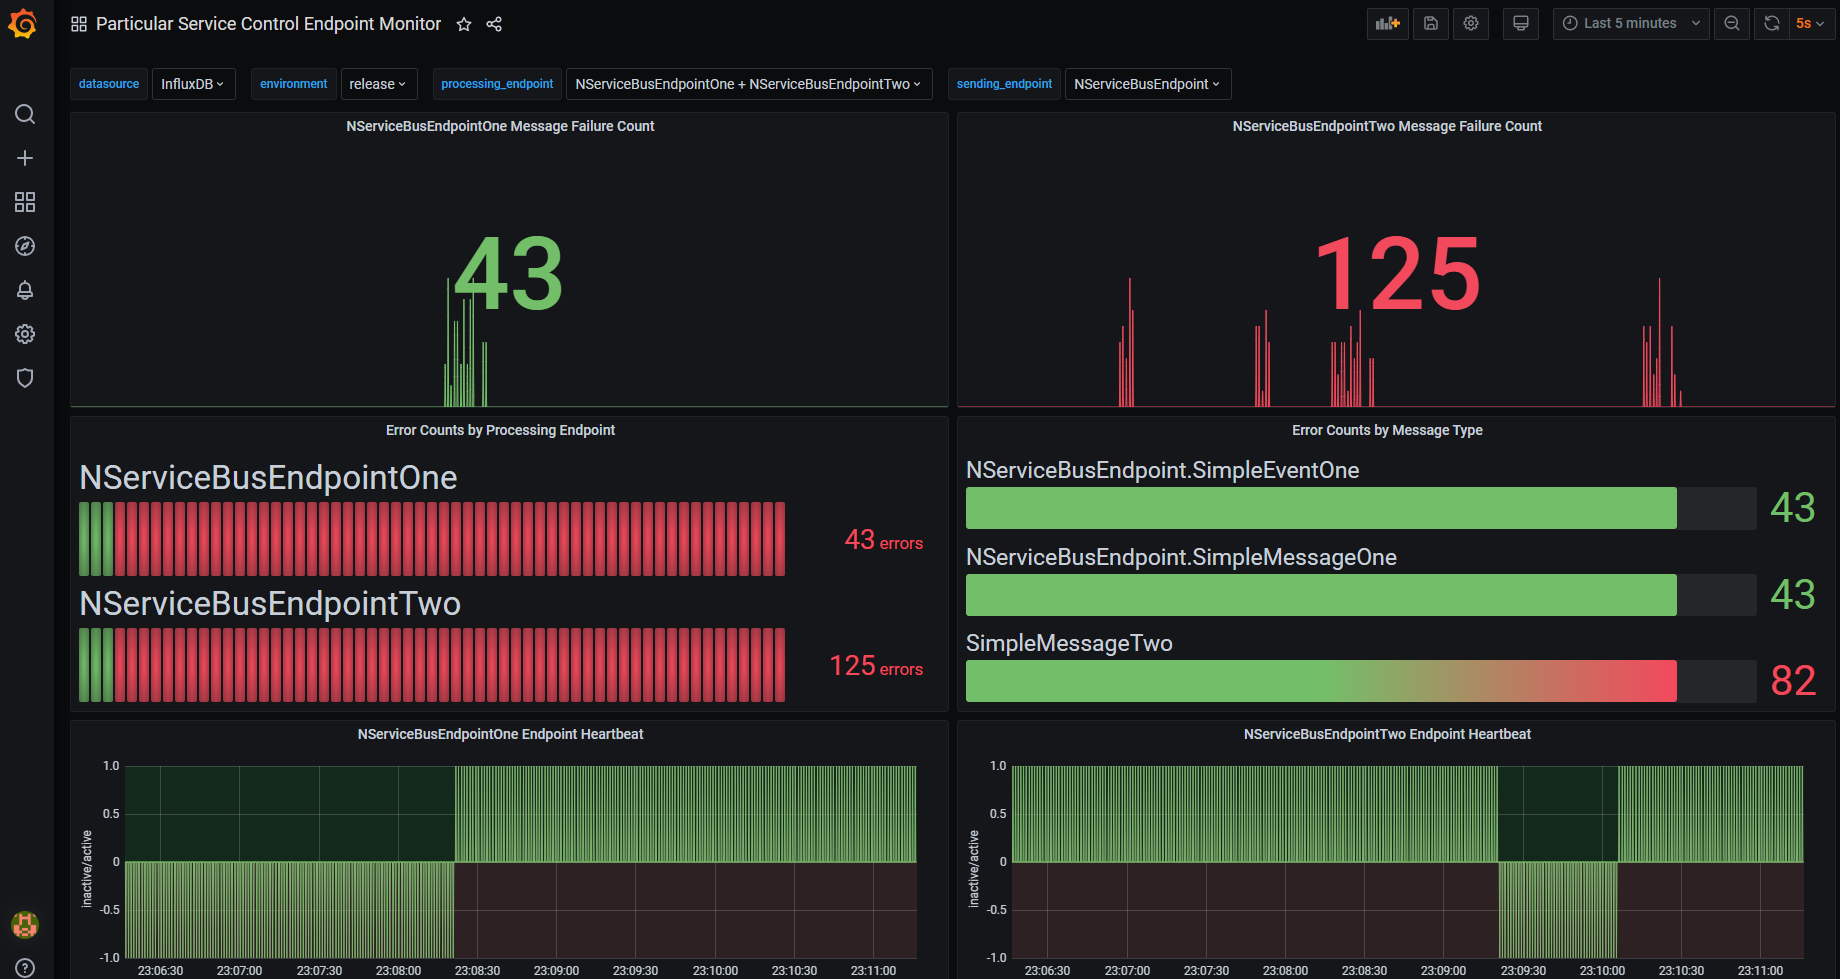 Particular Service Control Endpoint Monitor
Last 5 minutes
5s
datasource InfluxDB environment release processing_endpoint NServiceBusEndpointOne + NServiceBusEndpointTwo sending_endpoint NServiceBusEndpoint
NServiceBusEndpointOne Message Failure Count
43
NServiceBusEndpointTwo Message Failure Count
125
Error Counts by Processing Endpoint
NServiceBusEndpointOne
43 errors
NServiceBusEndpointTwo
125 errors
Error Counts by Message Type
NServiceBusEndpoint.SimpleEventOne
43
NServiceBusEndpoint.SimpleMessageOne
43
SimpleMessageTwo
82
NServiceBusEndpointOne Endpoint Heartbeat
inactive/active
1.0
0.5
0
-0.5
-1.0
23:06:30 23:07:00 23:07:30 23:08:00 23:08:30 23:09:00 23:09:30 23:10:00 23:10:30 23:11:00
NServiceBusEndpointTwo Endpoint Heartbeat
inactive/active
1.0
0.5
0
-0.5
-1.0
23:06:30 23:07:00 23:07:30 23:08:00 23:08:30 23:09:00 23:09:30 23:10:00 23:10:30 23:11:00